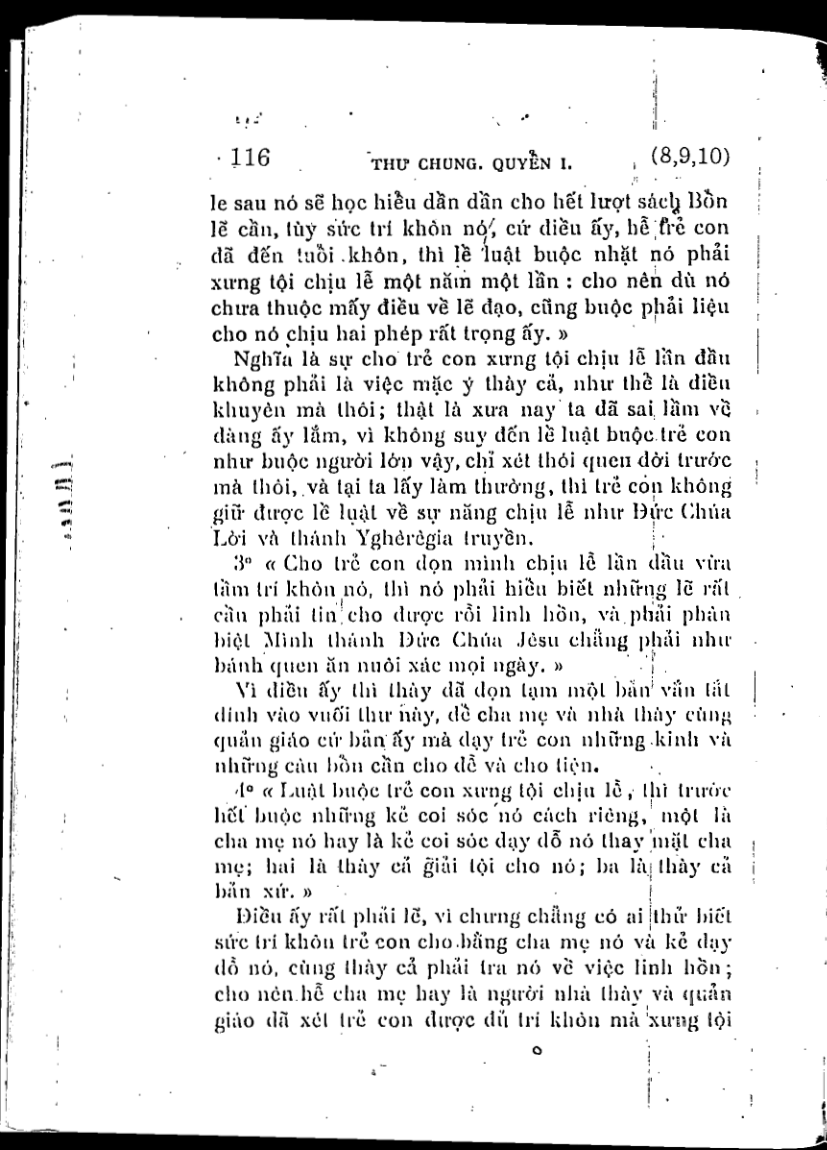 116 THƯ CHUNG. QUYỂN I. (8,9,10)
le sau nó sẽ học hiểu dần dần cho hết lượt sách Bổn
lẽ cần, tùy sức trí khôn nó, cứ điều ấy, hễ trẻ con
đã đến tuổi khôn, thì lề luật buộc nhặt nó phải
xưng tội chịu lễ một năm một lần : cho nên dù nó
chưa thuộc mấy điều về lẽ đạo, cũng buộc phải liệu
cho nó chịu hai phép rất trọng ấy. »
Nghĩa là sự cho trẻ con xưng tội chịu lễ lần đầu
không phải là việc mặc ý thày cả, như thể là điều
khuyên mà thôi; thật là xưa nay ta đã sai lầm về
đàng ấy lắm, vì không suy đến lề luật buộc trẻ con
như buộc người lớn vậy, chỉ xét thói quen đời trước
mà thôi, và tại ta lấy làm thường, thì trẻ con không
giữ được lề luật về sự năng chịu lễ như Đức Chúa
Lời và thánh Yghêrêgia truyền.
3° « Cho trẻ con dọn mình chịu lễ lần đầu vừa
tầm trí khôn nó, thì nó phải hiểu biết những lẽ rất
cần phải tin cho được rỗi linh hồn, và phải phân
biệt Mình thánh Đức Chúa Jêsu chẳng phải như
bánh quen ăn nuôi xác mọi ngày. »
Vì điều ấy thì thày đã dọn tạm một bản vắn tắt
dính vào vuối thư này, để cha mẹ và nhà thày cùng
quản giáo cứ bản ấy mà dạy trẻ con những kinh và
những câu bổn cần cho dễ và cho tiện.
4° « Luật buộc trẻ con xưng tội chịu lễ, thì trước
hết buộc những kẻ coi sóc nó cách riêng, một là
cha mẹ nó hay là kẻ coi sóc dạy dỗ nó thay mặt cha
mẹ; hai là thày cả giải tội cho nó; ba là thày cả
bản xứ. »
Điều ấy rất phải lẽ, vì chưng chẳng có ai thử biết
sức trí khôn trẻ con cho bằng cha mẹ nó và kẻ dạy
dỗ nó, cùng thày cả phải tra nó về việc linh hồn;
cho nên hễ cha mẹ hay là người nhà thày và quản
giáo đã xét trẻ con được đủ trí khôn mà xưng tội